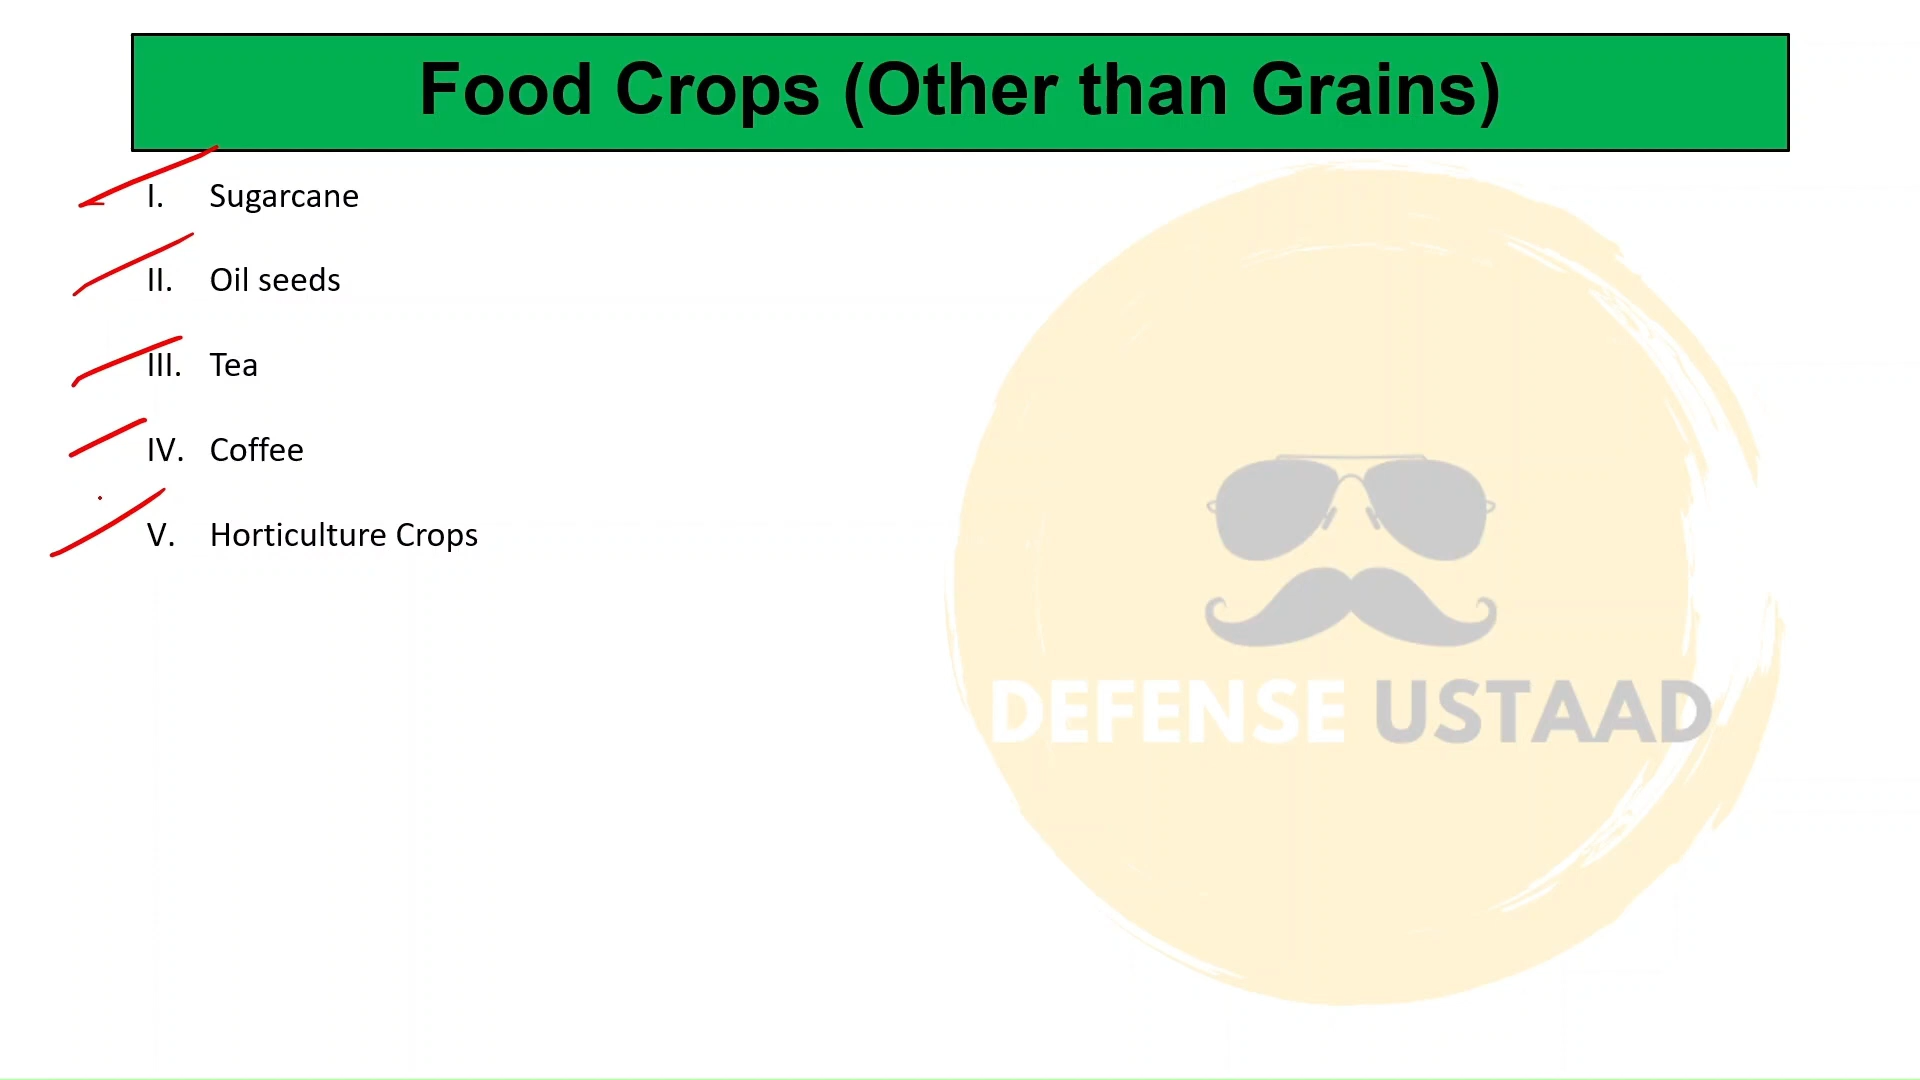 Food Crops (Other than Grains)
I. Sugarcane
II. Oil seeds
III. Tea
IV. Coffee
V. Horticulture Crops
DEFENSE USTAAD